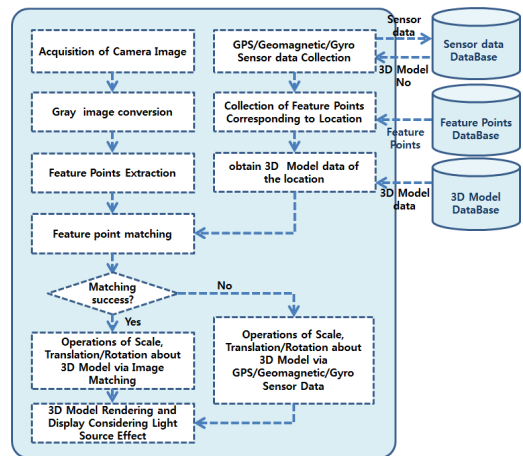 Acquisition of Camera Image
Gray image conversion
Feature Points Extraction
Feature point matching
Matching
success?
Yes
No
Operations of Scale,
Translation/Rotation about
3D Model via Image
Matching
3D Model Rendering and
Display Considering Light
Source Effect
GPS/Geomagnetic/Gyro
Sensor data Collection
Collection of Feature Points
Corresponding to Location
obtain 3D Model data of
the location
Operations of Scale,
Translation/Rotation about
3D Model via
GPS/Geomagnetic/Gyro
Sensor Data
Sensor
data
3D Model
No
Feature
Points
3D Model
data
Sensor data
DataBase
Feature Points
DataBase
3D Model
DataBase